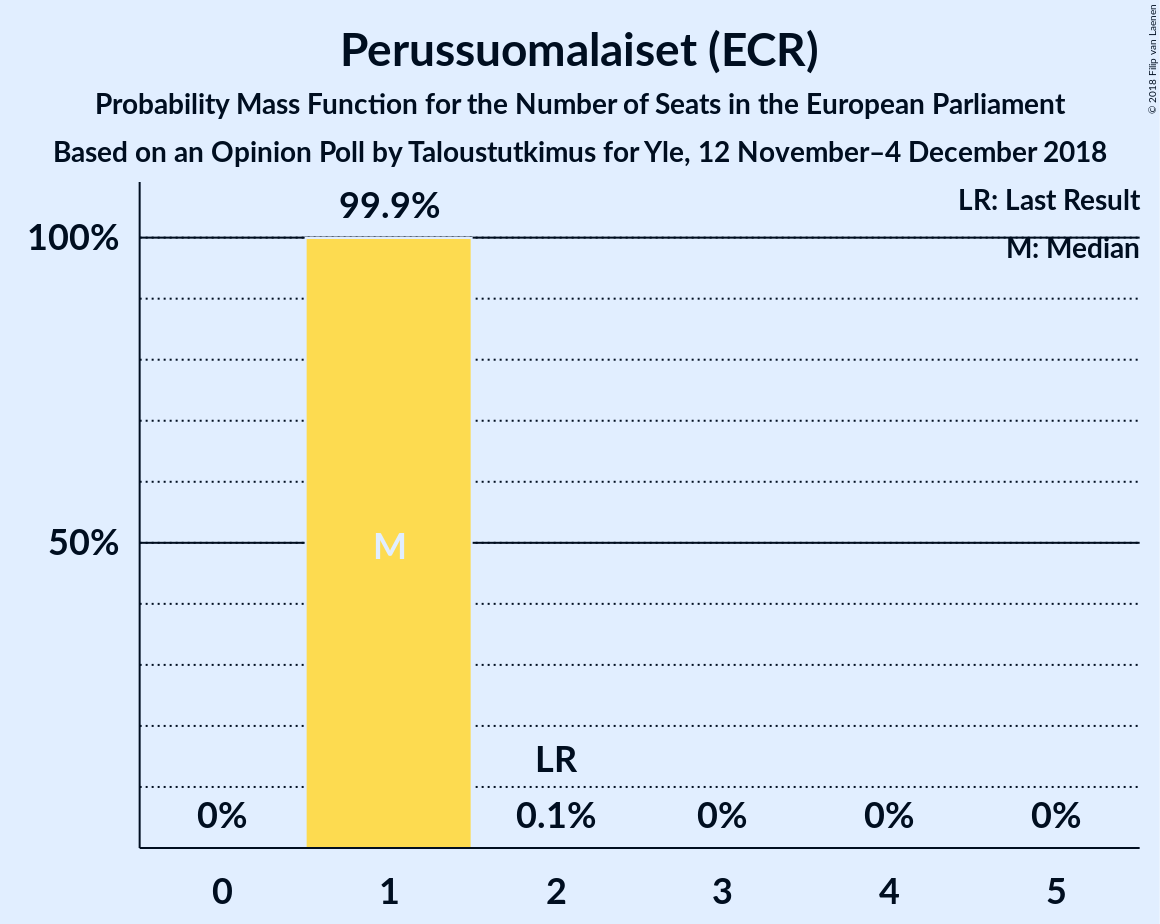 Perussuomalaiset (ECR)
Probability Mass Function for the Number of Seats in the European Parliament
Based on an Opinion Poll by Taloustutkimus for Yle, 12 November–4 December 2018
© 2018 Filip van Laenen
LR: Last Result
M: Median
99.9%
100%
50%
M
LR
0%
0.1%
0%
0%
0%
0
1
2
3
4
5